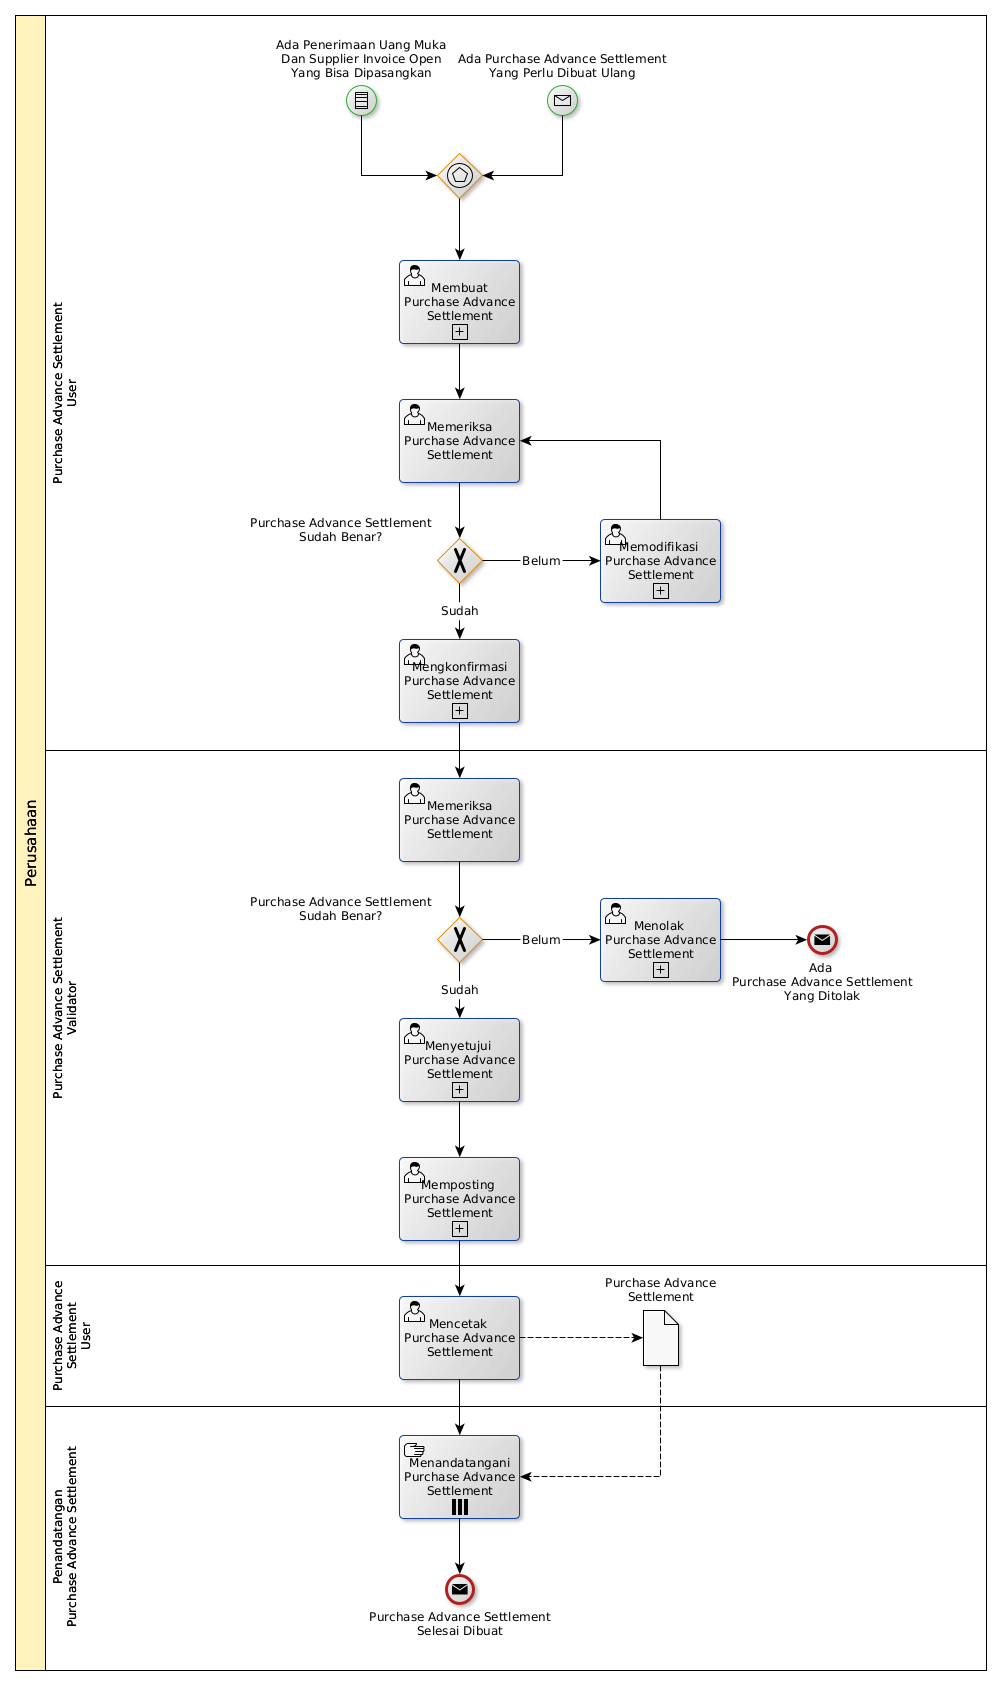 Perusahaan
Purchase Advance Settlement
User
Ada Penerimaan Uang Muka
Dan Supplier Invoice Open
Yang Bisa Dipasangkan
Ada Purchase Advance Settlement
Yang Perlu Dibuat Ulang
Membuat
Purchase Advance
Settlement
Memeriksa
Purchase Advance
Settlement
Purchase Advance Settlement
Sudah Benar?
Belum
Memodifikasi
Purchase Advance
Settlement
Sudah
Mengkonfirmasi
Purchase Advance
Settlement
Purchase Advance Settlement
Validator
Memeriksa
Purchase Advance
Settlement
Purchase Advance Settlement
Sudah Benar?
Belum
Menolak
Purchase Advance
Settlement
Ada
Purchase Advance Settlement
Yang Ditolak
Sudah
Menyetujui
Purchase Advance
Settlement
Memposting
Purchase Advance
Settlement
Purchase Advance
Settlement
User
Mencetak
Purchase Advance
Settlement
Purchase Advance
Settlement
Penandatangan
Purchase Advance Settlement
Menandatangani
Purchase Advance
Settlement
Purchase Advance Settlement
Selesai Dibuat